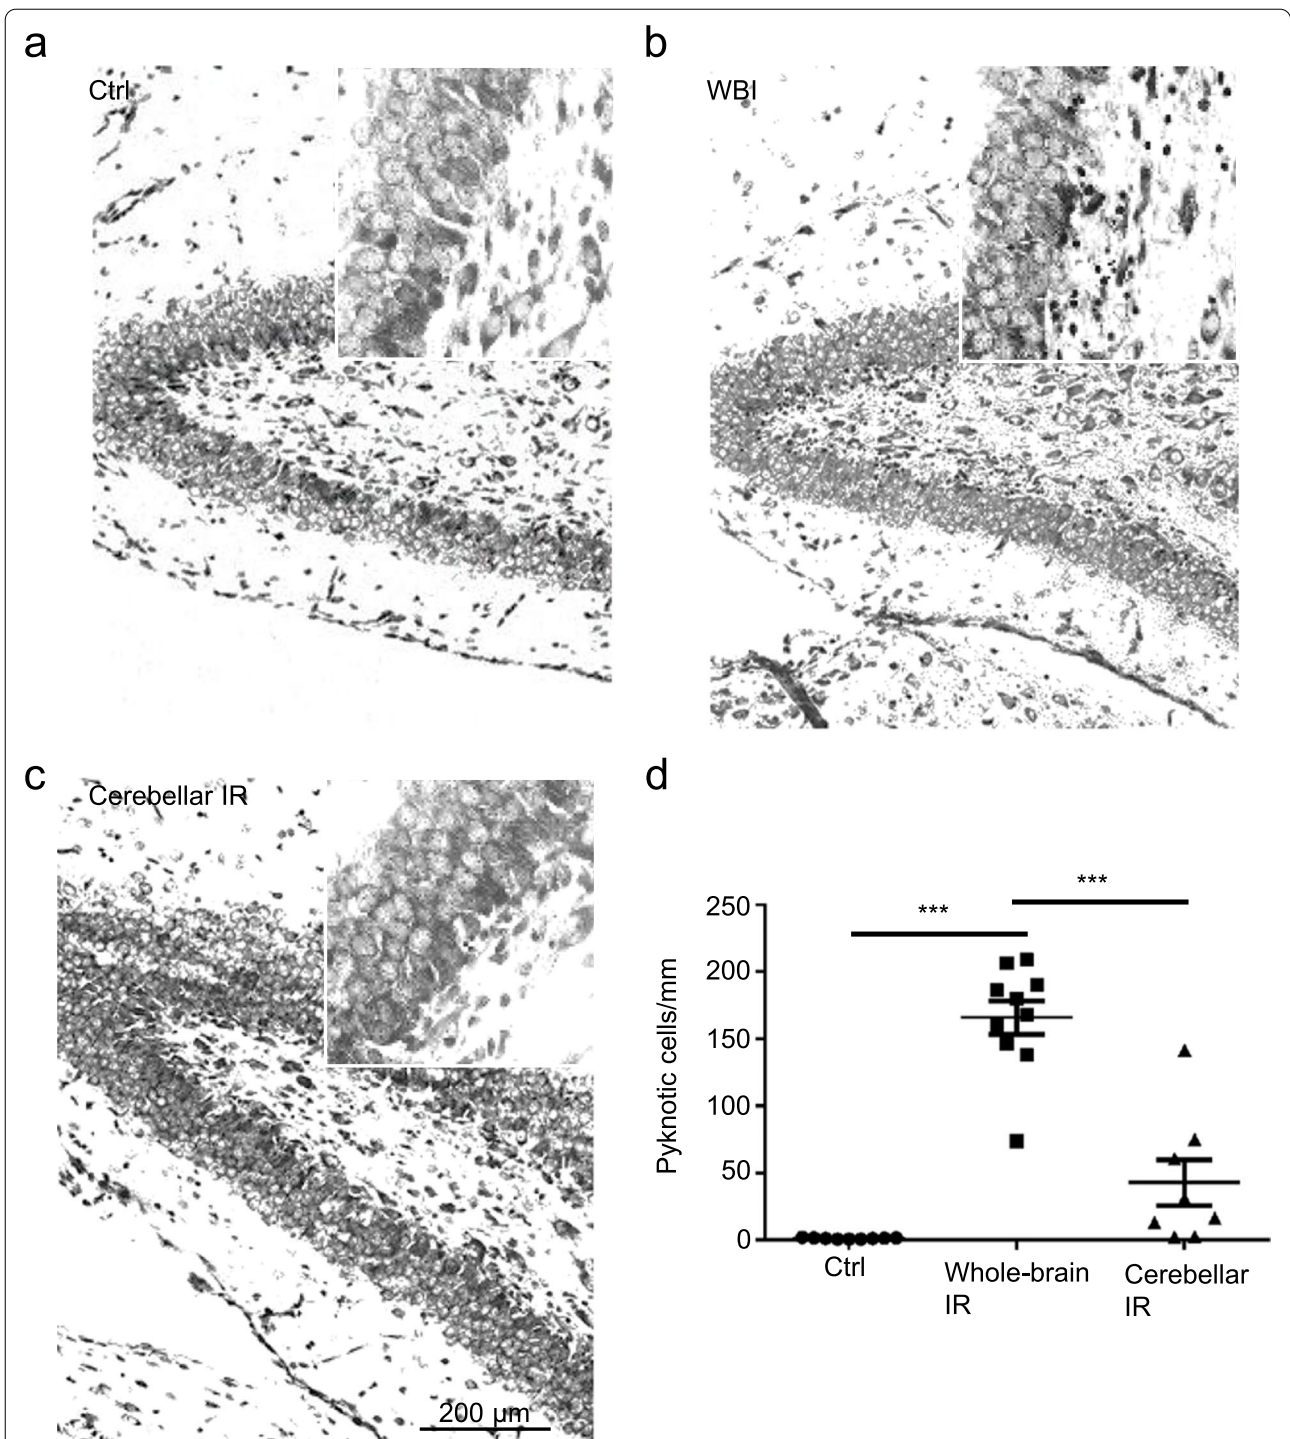 a
Ctrl
b
WBI
c
Cerebellar IR
200 µm
d
Pyknotic cells/mm
250
200
150
100
50
0
***
***
Ctrl
Whole-brain
IR
Cerebellar
IR